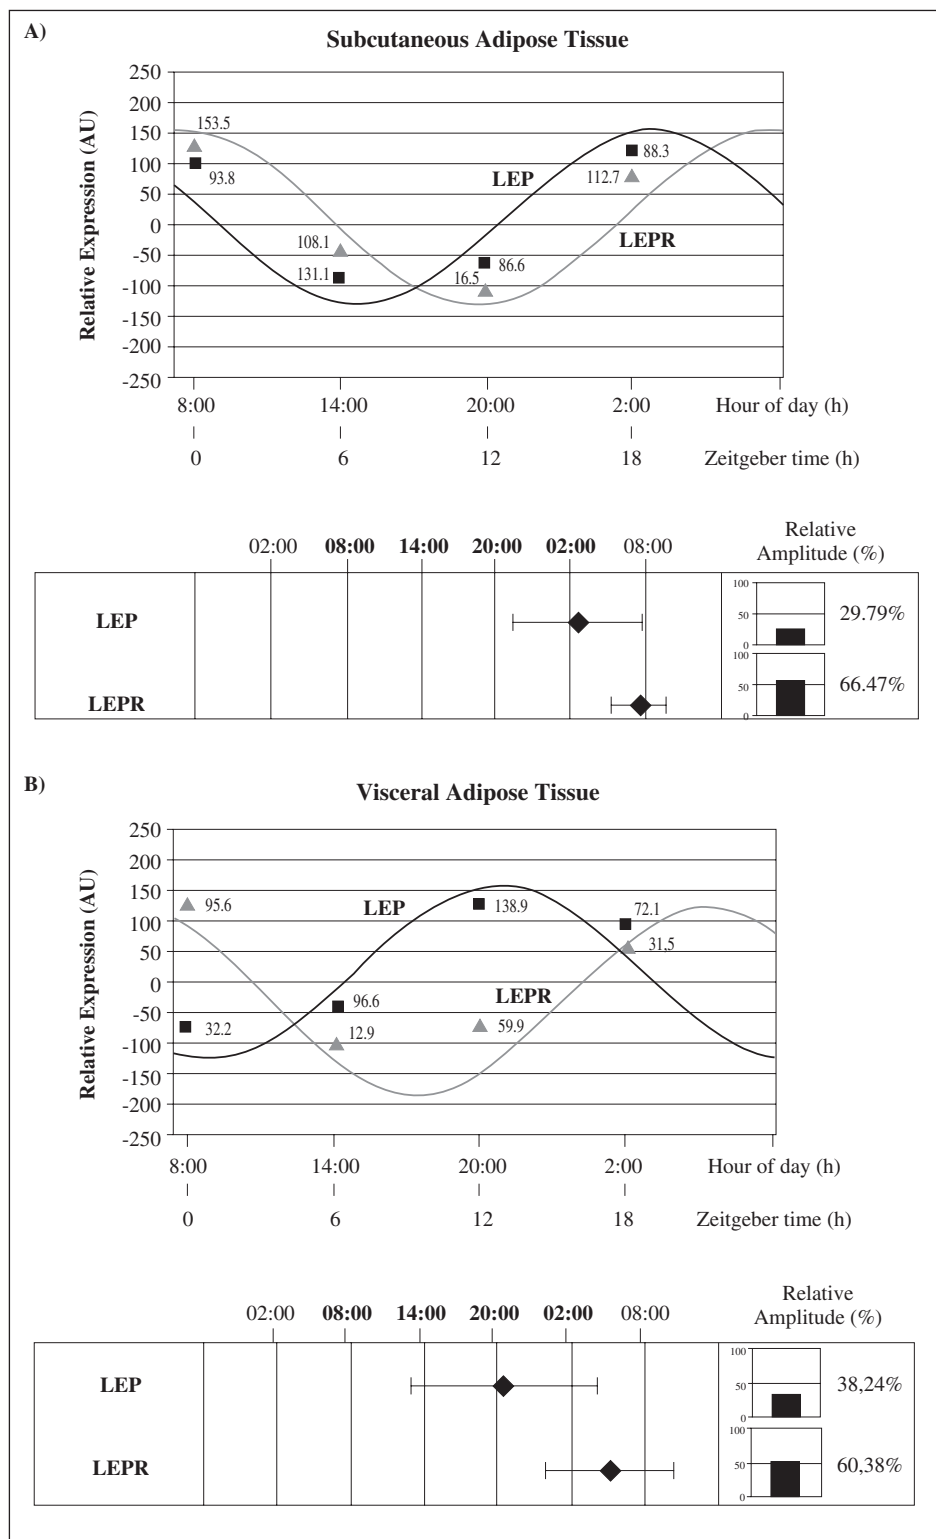 A)
Subcutaneous Adipose Tissue
Relative Expression (AU)
250
200
150
100
50
0
-50
-100
-150
-200
-250
153.5
93.8
108.1
131.1
LEP
88.3
112.7
LEPR
86.6
16.5
8:00 14:00 20:00 2:00 Hour of day (h)
0 6 12 18 Zeitgeber time (h)
Relative
Amplitude (%)
02:00 08:00 14:00 20:00 02:00 08:00
LEP
100
50
0
29.79%
LEPR
100
50
0
66.47%
B)
Visceral Adipose Tissue
Relative Expression (AU)
250
200
150
100
50
0
-50
-100
-150
-200
-250
95.6
LEP
138.9
72.1
31,5
32.2
96.6
12.9
LEPR
59.9
8:00 14:00 20:00 2:00 Hour of day (h)
0 6 12 18 Zeitgeber time (h)
Relative
Amplitude (%)
02:00 08:00 14:00 20:00 02:00 08:00
LEP
100
50
0
38,24%
LEPR
100
50
0
60,38%